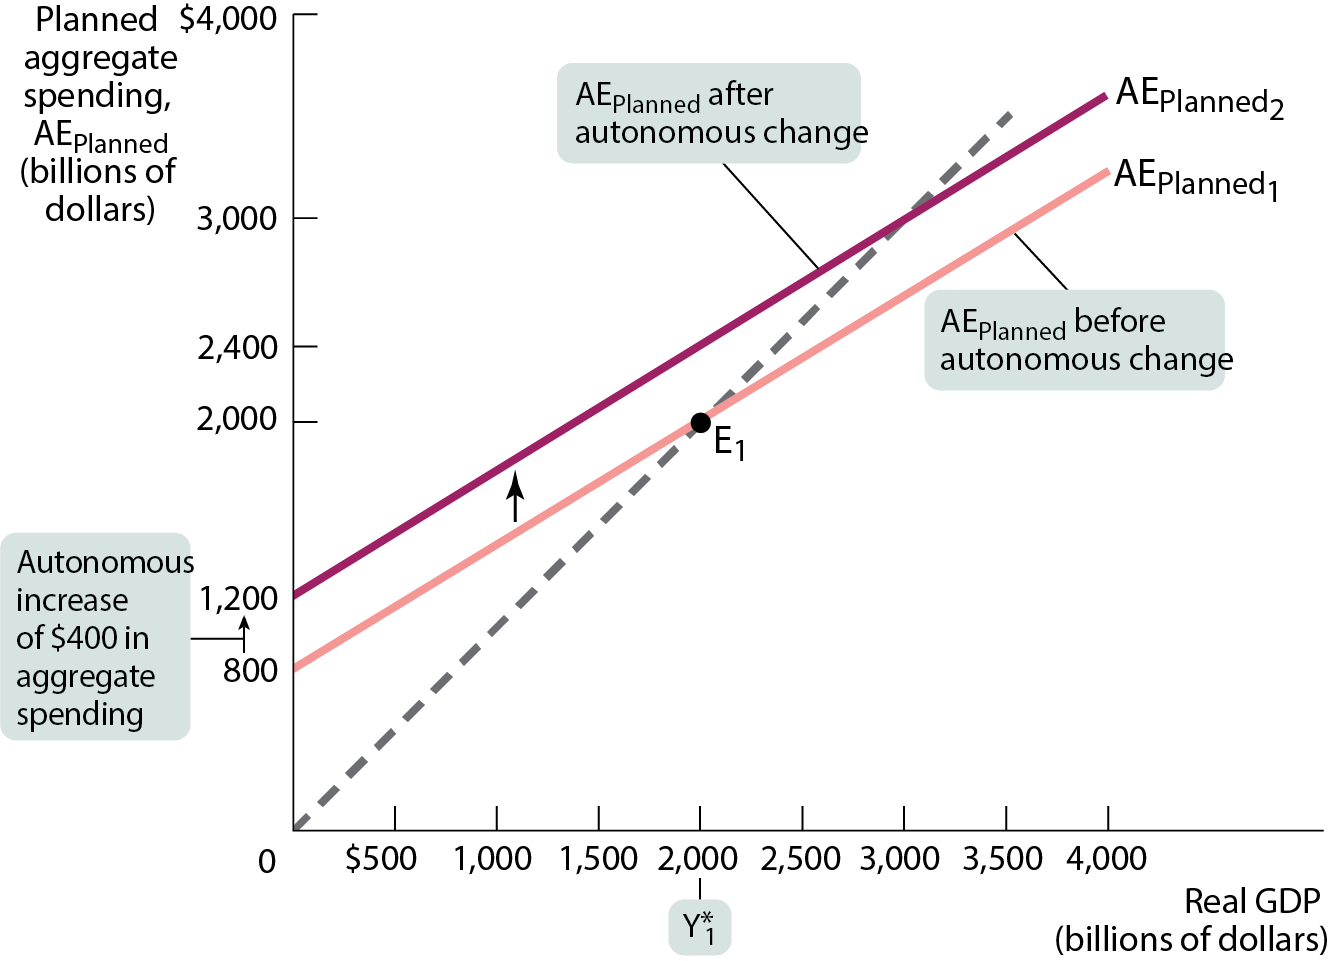 Planned
aggregate
spending,
AEPlanned
(billions of
dollars)
$4,000
3,000
2,400
2,000
1,200
800
0
AEPlanned after
autonomous change
AEPlanned2
AEPlanned1
AEPlanned before
autonomous change
E1
Autonomous
increase
of $400 in
aggregate
spending
$500 1,000 1,500 2,000 2,500 3,000 3,500 4,000
Y*1
Real GDP
(billions of dollars)